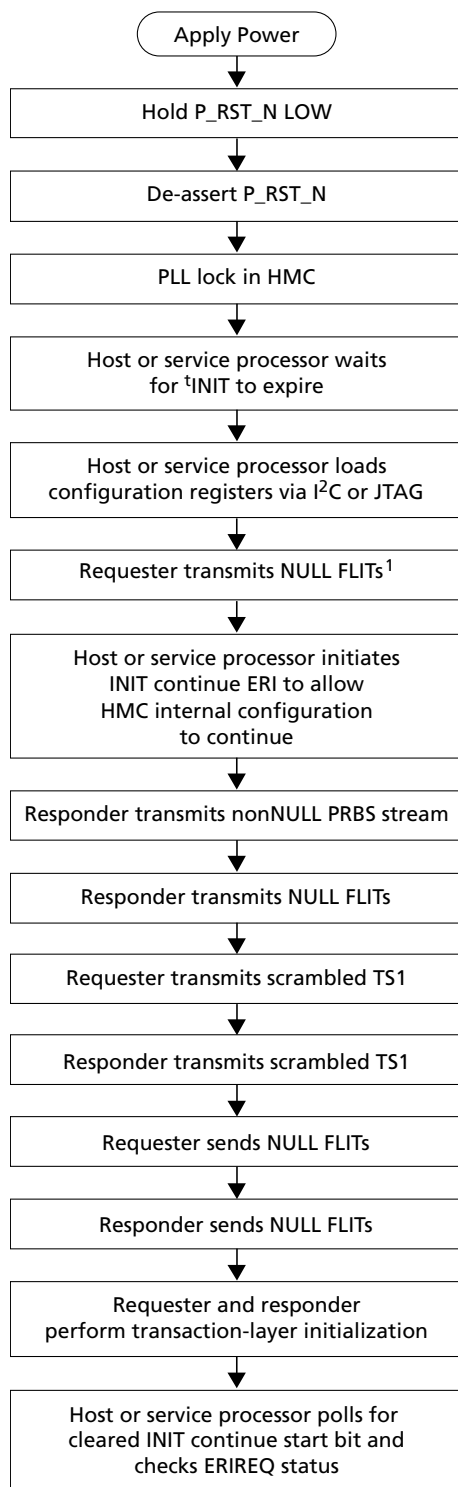 Apply Power
Hold P_RST_N LOW
De-assert P_RST_N
PLL lock in HMC
Host or service processor waits
for ᵗINIT to expire
Host or service processor loads
configuration registers via I²C or JTAG
Requester transmits NULL FLITs¹
Host or service processor initiates
INIT continue ERI to allow
HMC internal configuration
to continue
Responder transmits nonNULL PRBS stream
Responder transmits NULL FLITs
Requester transmits scrambled TS1
Responder transmits scrambled TS1
Requester sends NULL FLITs
Responder sends NULL FLITs
Requester and responder
perform transaction-layer initialization
Host or service processor polls for
cleared INIT continue start bit and
checks ERIREQ status